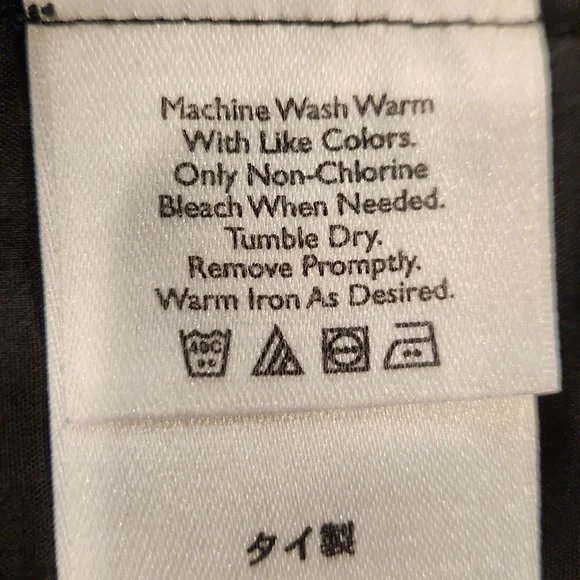 Machine Wash Warm
With Like Colors.
Only Non-Chlorine
Bleach When Needed.
Tumble Dry.
Remove Promptly.
Warm Iron As Desired.
40C
タイ製